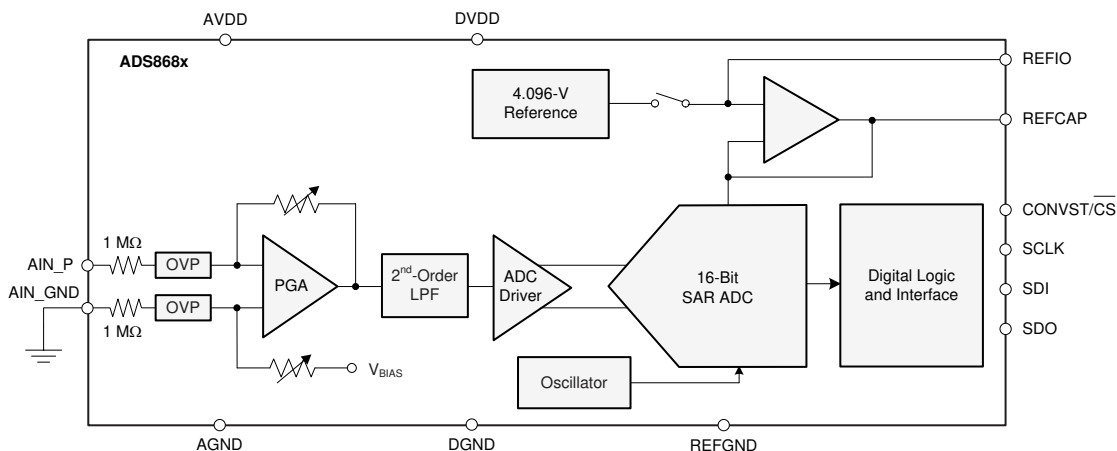 AVDD
DVDD
ADS868x
REFIO
4.096-V
Reference
REFCAP
CONVST/CS
1 MΩ
AIN_P
OVP
SCLK
PGA
2nd-Order
LPF
ADC
Driver
16-Bit
SAR ADC
Digital Logic
and Interface
AIN_GND
OVP
SDI
1 MΩ
SDO
VBIAS
Oscillator
AGND
DGND
REFGND